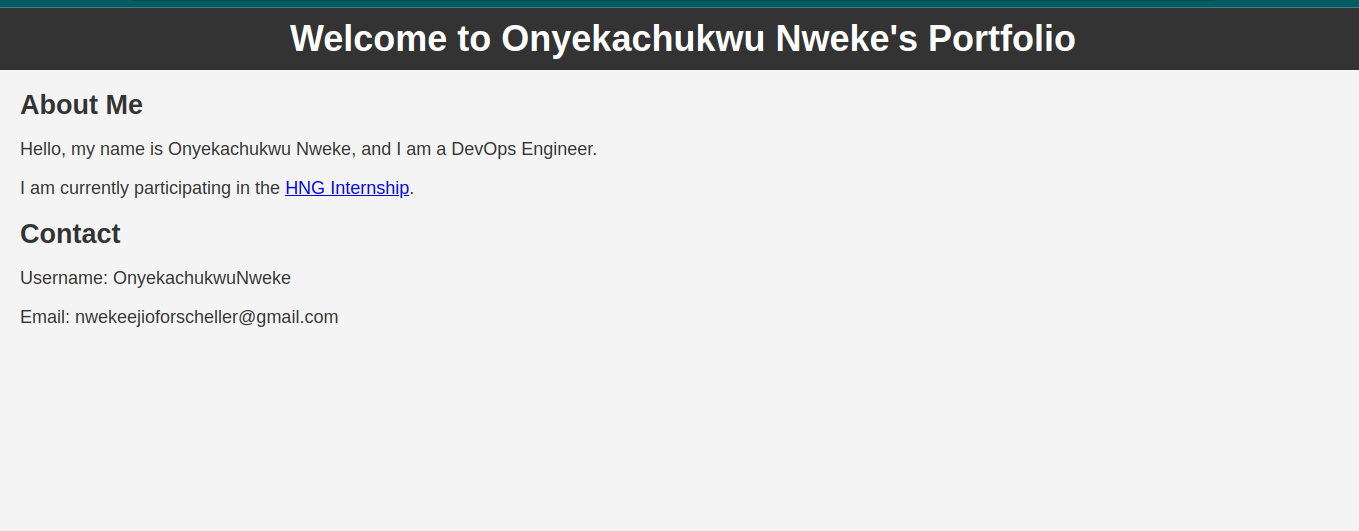 Welcome to Onyekachukwu Nweke's Portfolio
About Me
Hello, my name is Onyekachukwu Nweke, and I am a DevOps Engineer.
I am currently participating in the HNG Internship.
Contact
Username: OnyekachukwuNweke
Email: nwekeejioforscheller@gmail.com